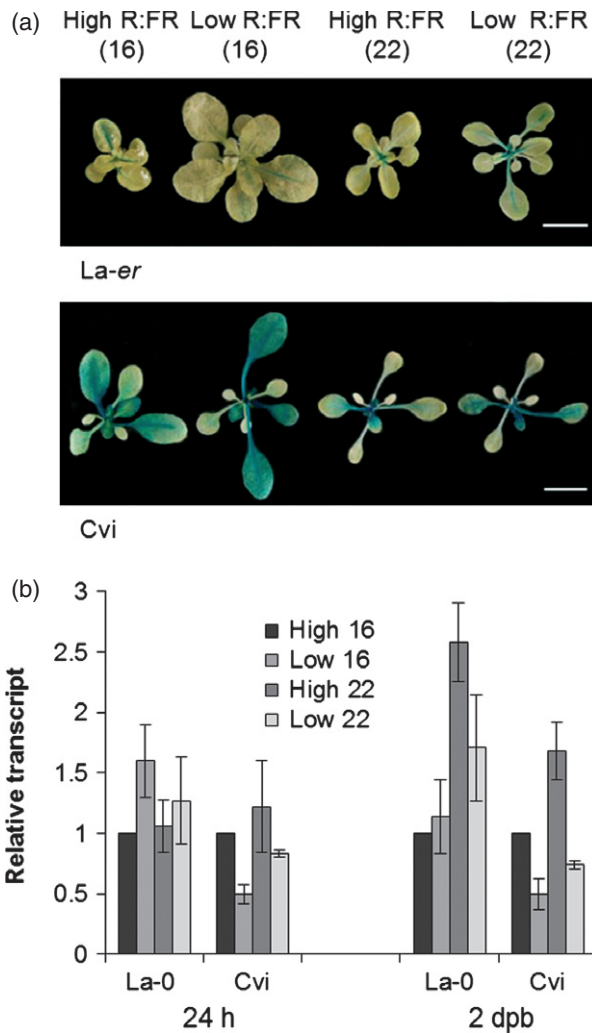 (a)
High R:FR Low R:FR High R:FR Low R:FR
(16) (16) (22) (22)
La-er
Cvi
(b)
3
2.5
2
1.5
1
0.5
0
Relative transcript
High 16
Low 16
High 22
Low 22
La-0 Cvi La-0 Cvi
24 h 2 dpb